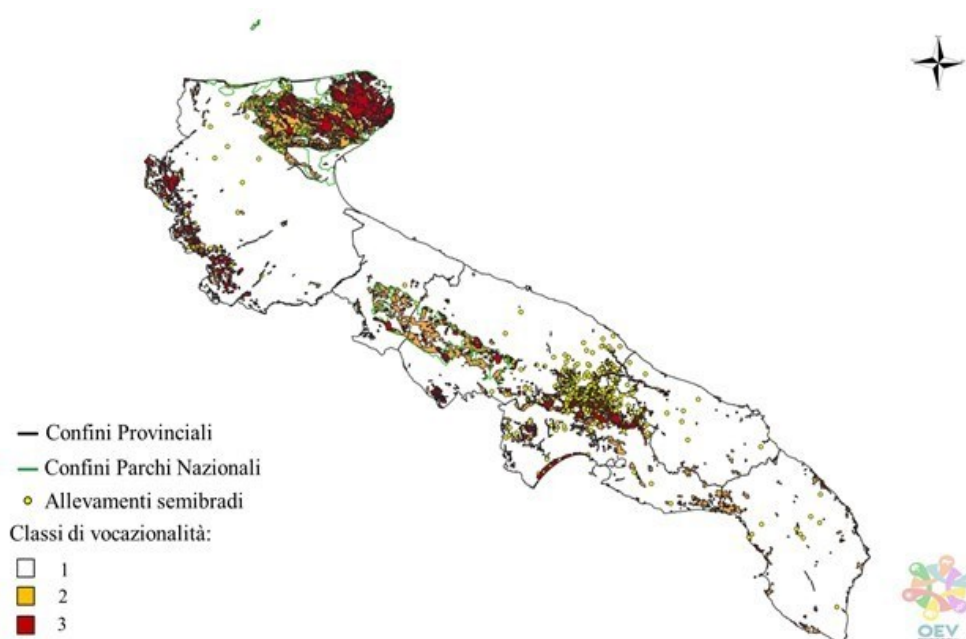 Confini Provinciali
Confini Parchi Nazionali
Allevamenti semibradi
Classi di vocazionalità:
1
2
3
OEV